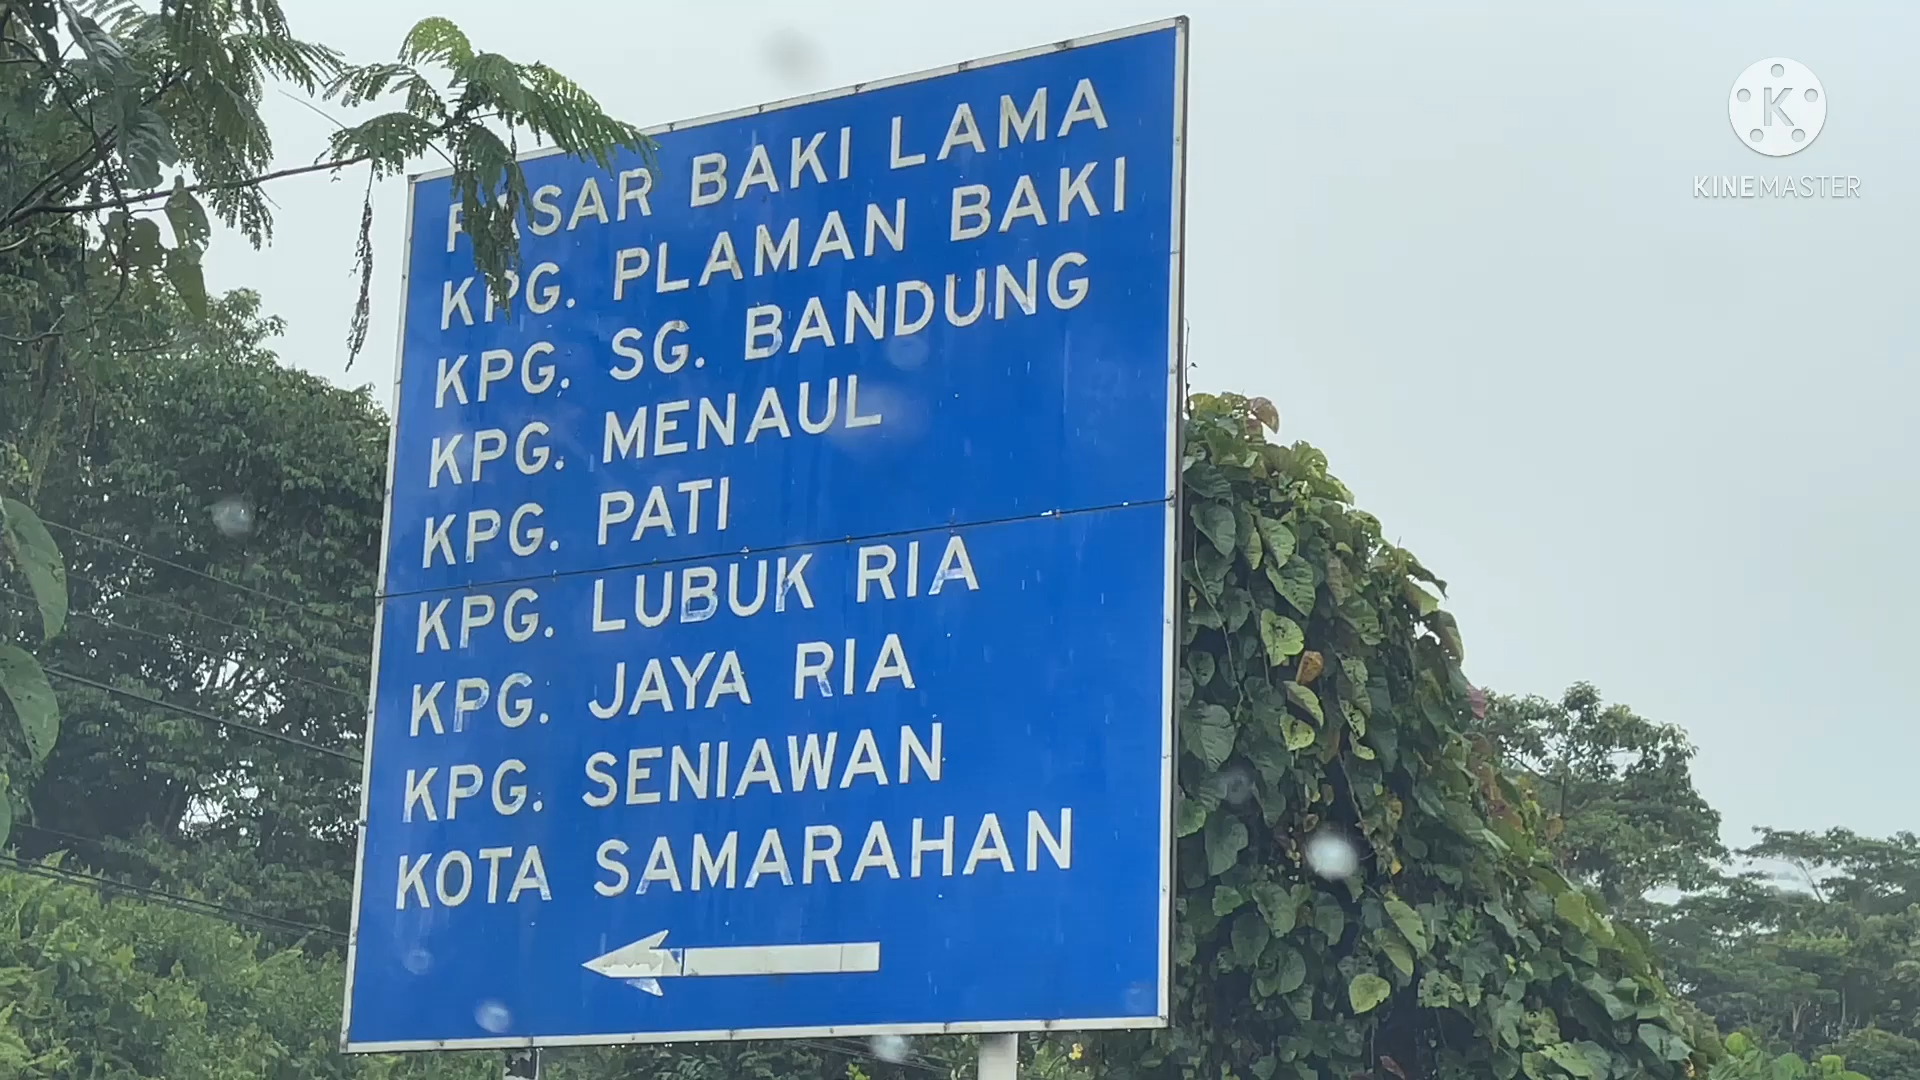 PASAR BAKI LAMA
KPG. PLAMAN BAKI
KPG. SG. BANDUNG
KPG. MENAUL
KPG. PATI
KPG. LUBUK RIA
KPG. JAYA RIA
KPG. SENIAWAN
KOTA SAMARAHAN
K
KINEMASTER